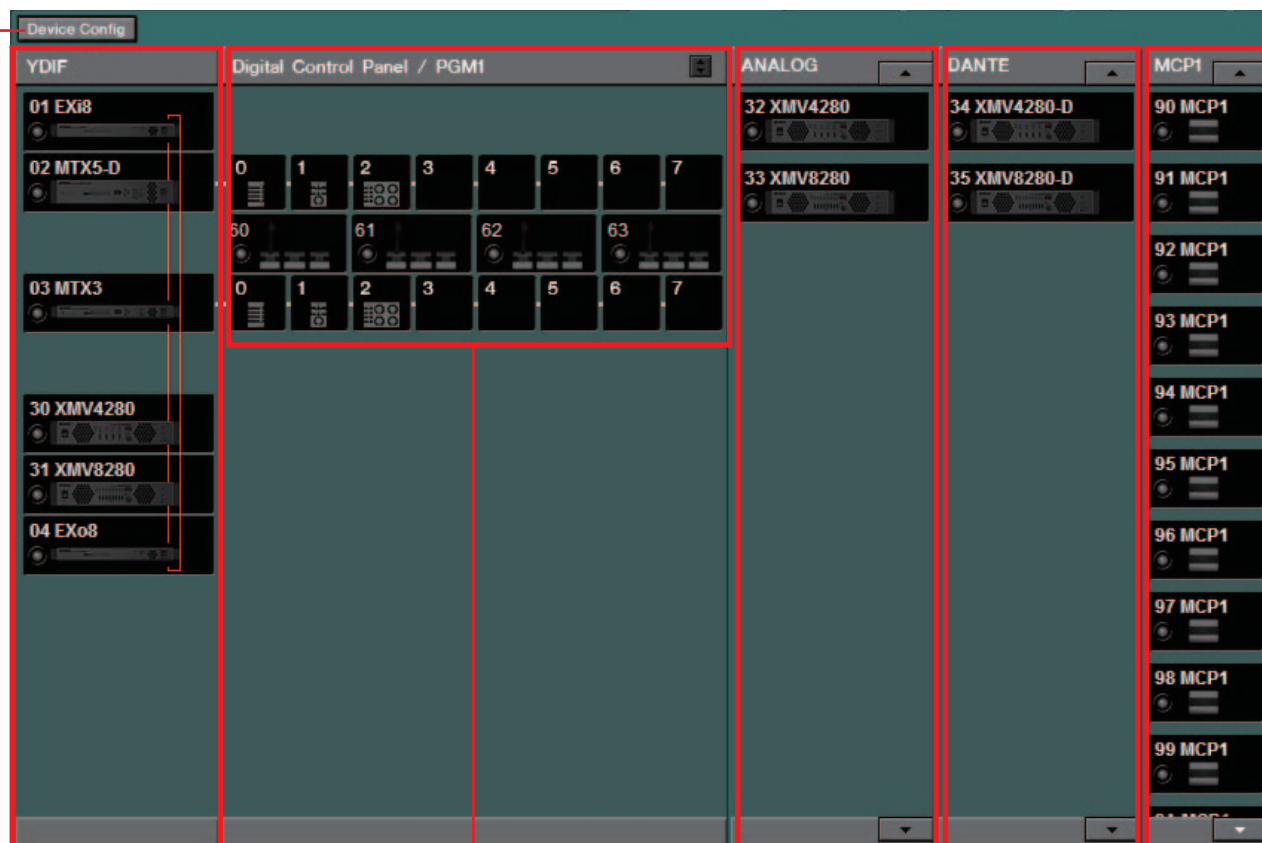 Device Config
YDIF
Digital Control Panel / PGM1
ANALOG
DANTE
MCP1
01 EXi8
02 MTX5-D
03 MTX3
30 XMV4280
31 XMV8280
04 EXo8
0 1 2 3 4 5 6 7
60 61 62 63
0 1 2 3 4 5 6 7
32 XMV4280
33 XMV8280
34 XMV4280-D
35 XMV8280-D
90 MCP1
91 MCP1
92 MCP1
93 MCP1
94 MCP1
95 MCP1
96 MCP1
97 MCP1
98 MCP1
99 MCP1